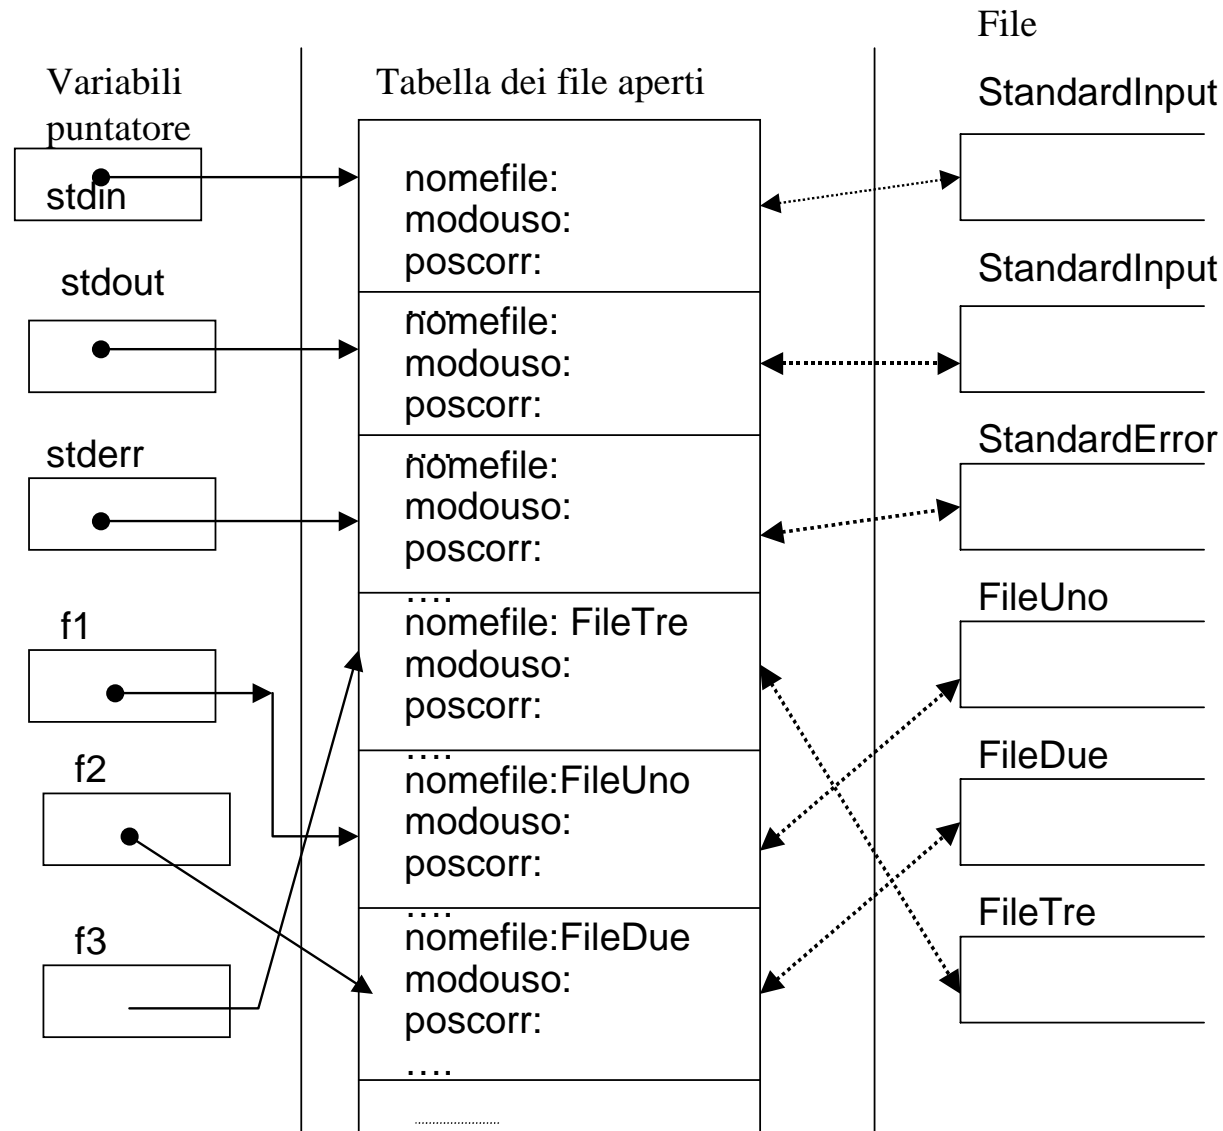 File
Variabili
puntatore
Tabella dei file aperti
StandardInput
stdin
nomefile:
modouso:
poscorr:
....
stdout
nomefile:
modouso:
poscorr:
....
StandardInput
stderr
nomefile:
modouso:
poscorr:
....
StandardError
f1
nomefile: FileTre
modouso:
poscorr:
....
FileUno
f2
nomefile:FileUno
modouso:
poscorr:
....
FileDue
f3
nomefile:FileDue
modouso:
poscorr:
....
FileTre